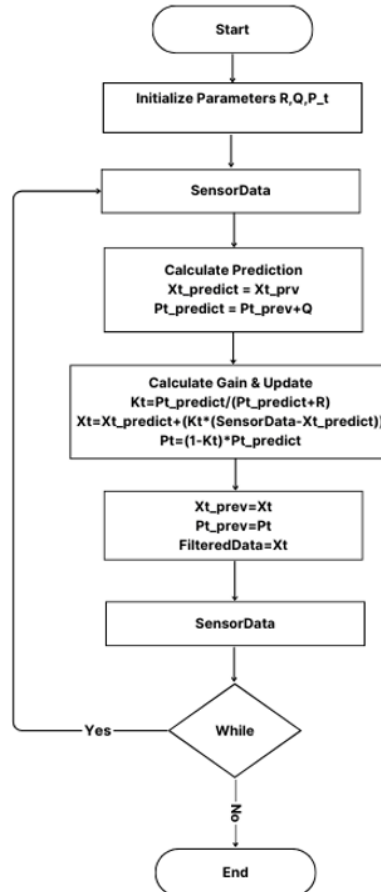 Start
Initialize Parameters R,Q,P_t
SensorData
Calculate Prediction
Xt_predict = Xt_prv
Pt_predict = Pt_prev+Q
Calculate Gain & Update
Kt=Pt_predict/(Pt_predict+R)
Xt=Xt_predict+(Kt*(SensorData-Xt_predict))
Pt=(1-Kt)*Pt_predict
Xt_prev=Xt
Pt_prev=Pt
FilteredData=Xt
SensorData
Yes
While
No
End